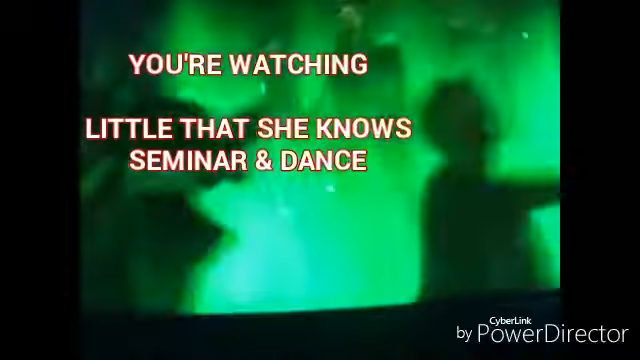 YOU'RE WATCHING
LITTLE THAT SHE KNOWS
SEMINAR & DANCE
CyberLink
by PowerDirector